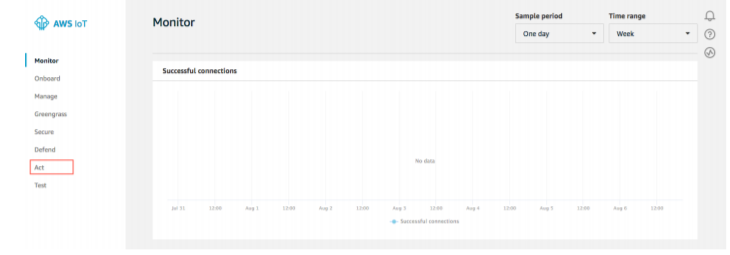 AWS IoT
Monitor
Onboard
Manage
Greengrass
Secure
Defend
Act
Test
Monitor
Sample period
One day
Time range
Week
Successful connections
No data
Jul 31 12:00 Aug 1 12:00 Aug 2 12:00 Aug 3 12:00 Aug 4 12:00 Aug 5 12:00 Aug 6 12:00
Successful connections